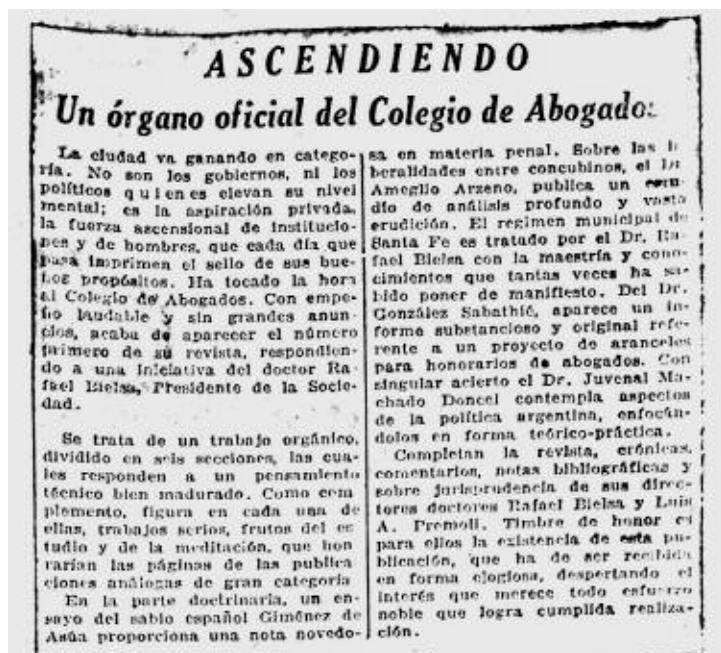 ASCENDIENDO
Un órgano oficial del Colegio de Abogados
La ciudad va ganando en catego-
ría. No son los gobiernos, ni los
políticos quienes elevan su nivel
mental; es la aspiración privada,
la fuerza ascensional de institucio-
nes y de hombres, que cada día que
pasa imprimen el sello de sus bue-
nos propósitos. Ha tocado la hora
al Colegio de Abogados. Con empe-
ño laudable y sin grandes anun-
cios, acaba de aparecer el número
primero de su revista, respondien-
do a una iniciativa del doctor Ra-
fael Bielsa, Presidente de la Socie-
dad.
Se trata de un trabajo orgánico,
dividido en seis secciones, las cua-
les responden a un pensamiento
técnico bien madurado. Como com
plemento, figura en cada una de
ellas, trabajos serios, frutos del es
tudio y de la meditación, que hon
rarían las páginas de las publica
ciones análogas de gran categoría
En la parte doctrinaria, un en-
sayo del sabio español Giménez de
Asúa proporciona una nota novedo-
sa en materia penal. Sobre las li
beralidades entre concubinos, el Dr
Ameglio Arzeno, publica un estu-
dio de análisis profundo y vasta
erudición. El regimen municipal de
Santa Fe es tratado por el Dr. Ra-
fael Bielsa con la maestría y cono-
cimientos que tantas veces ha sa-
bido poner de manifiesto. Del Dr.
González Sabathié, aparece un in-
forme substancioso y original refe-
rente a un proyecto de aranceles
para honorarios de abogados. Con
singular acierto el Dr. Juvenal Ma-
chado Doncel contempla aspectos
de la política argentina, enfocán-
dolos en forma teórico-práctica.
Completan la revista, crónicas,
comentarios, notas bibliográficas y
sobre jurisprudencia de sus direc-
tores doctores Rafael Bielsa y Luis
A. Premoli. Timbre de honor es
para ellos la existencia de esta pu-
blicación, que ha de ser recibida
en forma elogiosa, despertando el
interés que merece todo esfuerzo
noble que logra cumplida realiza-
ción.